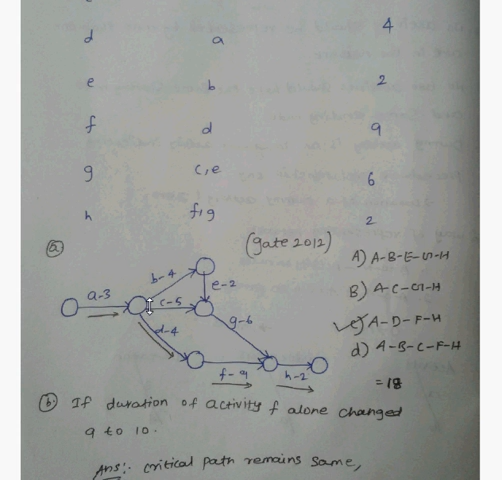 d a 4
e b 2
f d 9
g c,e 6
h f,g 2
(a) (gate 2012)
A) A-B-E-G-H
B) A-C-G-H
C) A-D-F-H
d) A-B-C-F-H
= 18
a-3
b-4
e-2
c-5
d-4
g-6
f-9
h-2
(b) If duration of activity f alone changed
9 to 10.
Ans:- critical path remains same,